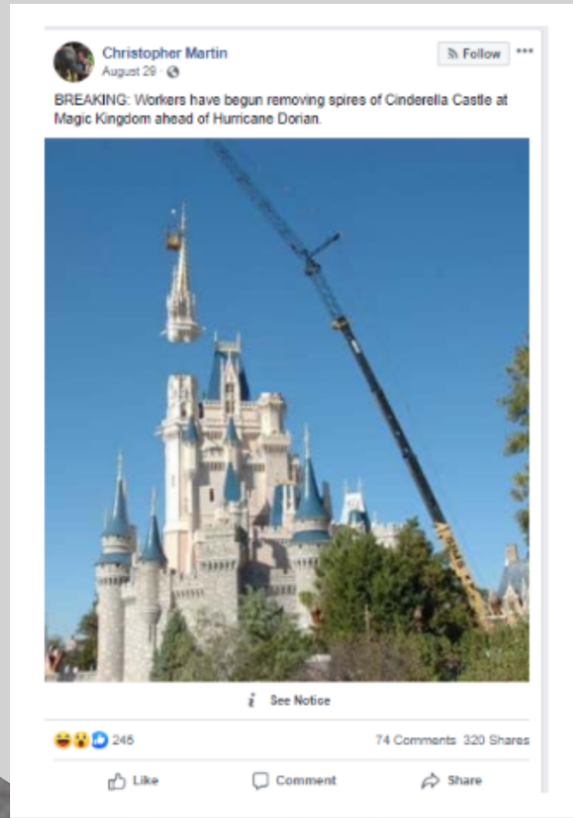 Christopher Martin
Follow
August 29
BREAKING: Workers have begun removing spires of Cinderella Castle at
Magic Kingdom ahead of Hurricane Dorian.
i See Notice
246
74 Comments 320 Shares
Like Comment Share